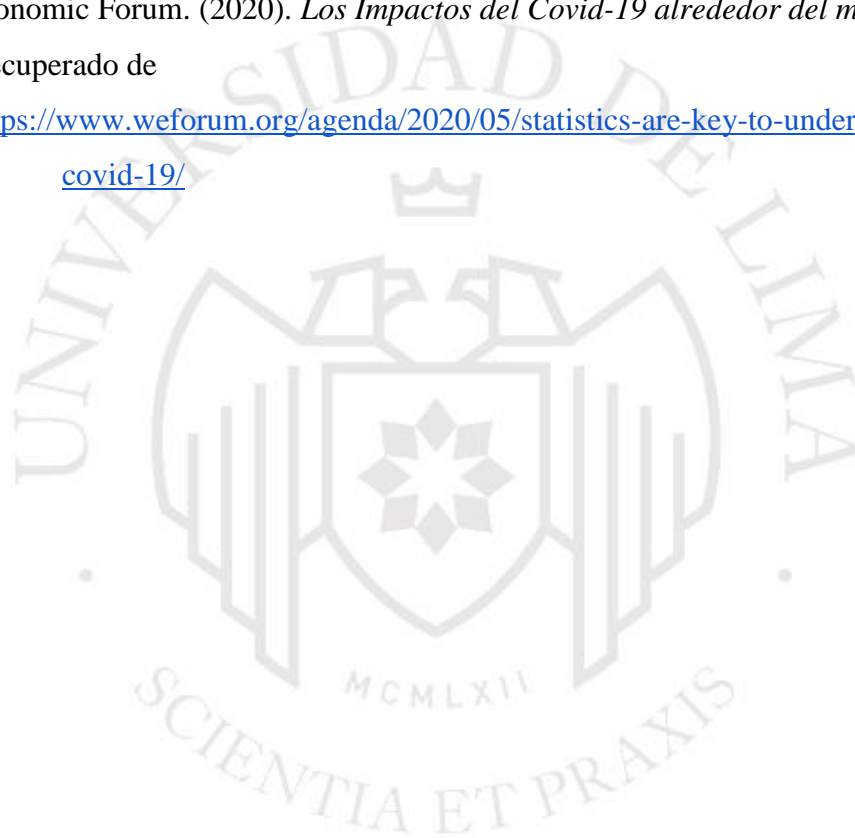 onomic Forum. (2020). Los Impactos del Covid-19 alrededor del m
ecuperado de
ps://www.weforum.org/agenda/2020/05/statistics-are-key-to-under
covid-19/
UNIVERSIDAD DE LIMA
MCMLXII
SCIENTIA ET PRAXIS